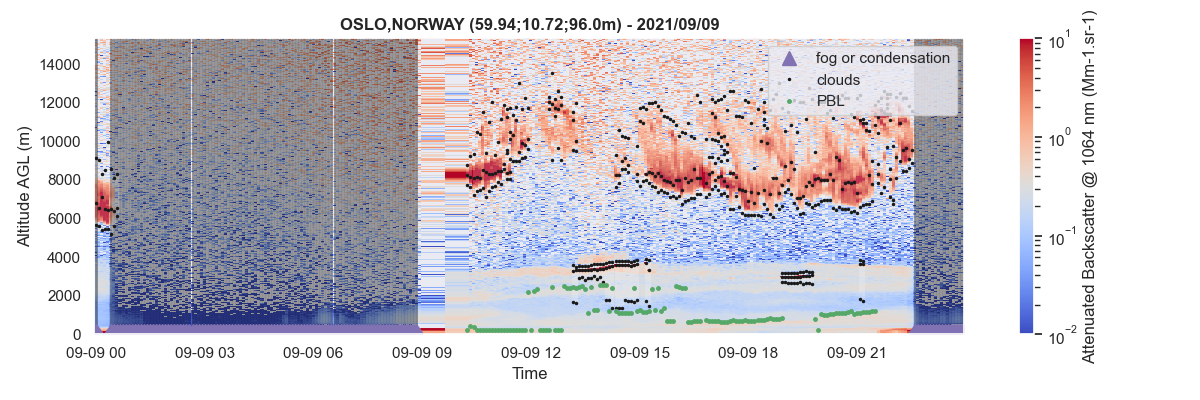 OSLO,NORWAY (59.94;10.72;96.0m) - 2021/09/09
fog or condensation
clouds
PBL
Altitude AGL (m)
14000
12000
10000
8000
6000
4000
2000
0
09-09 00
09-09 03
09-09 06
09-09 09
09-09 12
09-09 15
09-09 18
09-09 21
Time
10^1
10^0
10^-1
10^-2
Attenuated Backscatter @ 1064 nm (Mm-1.sr-1)